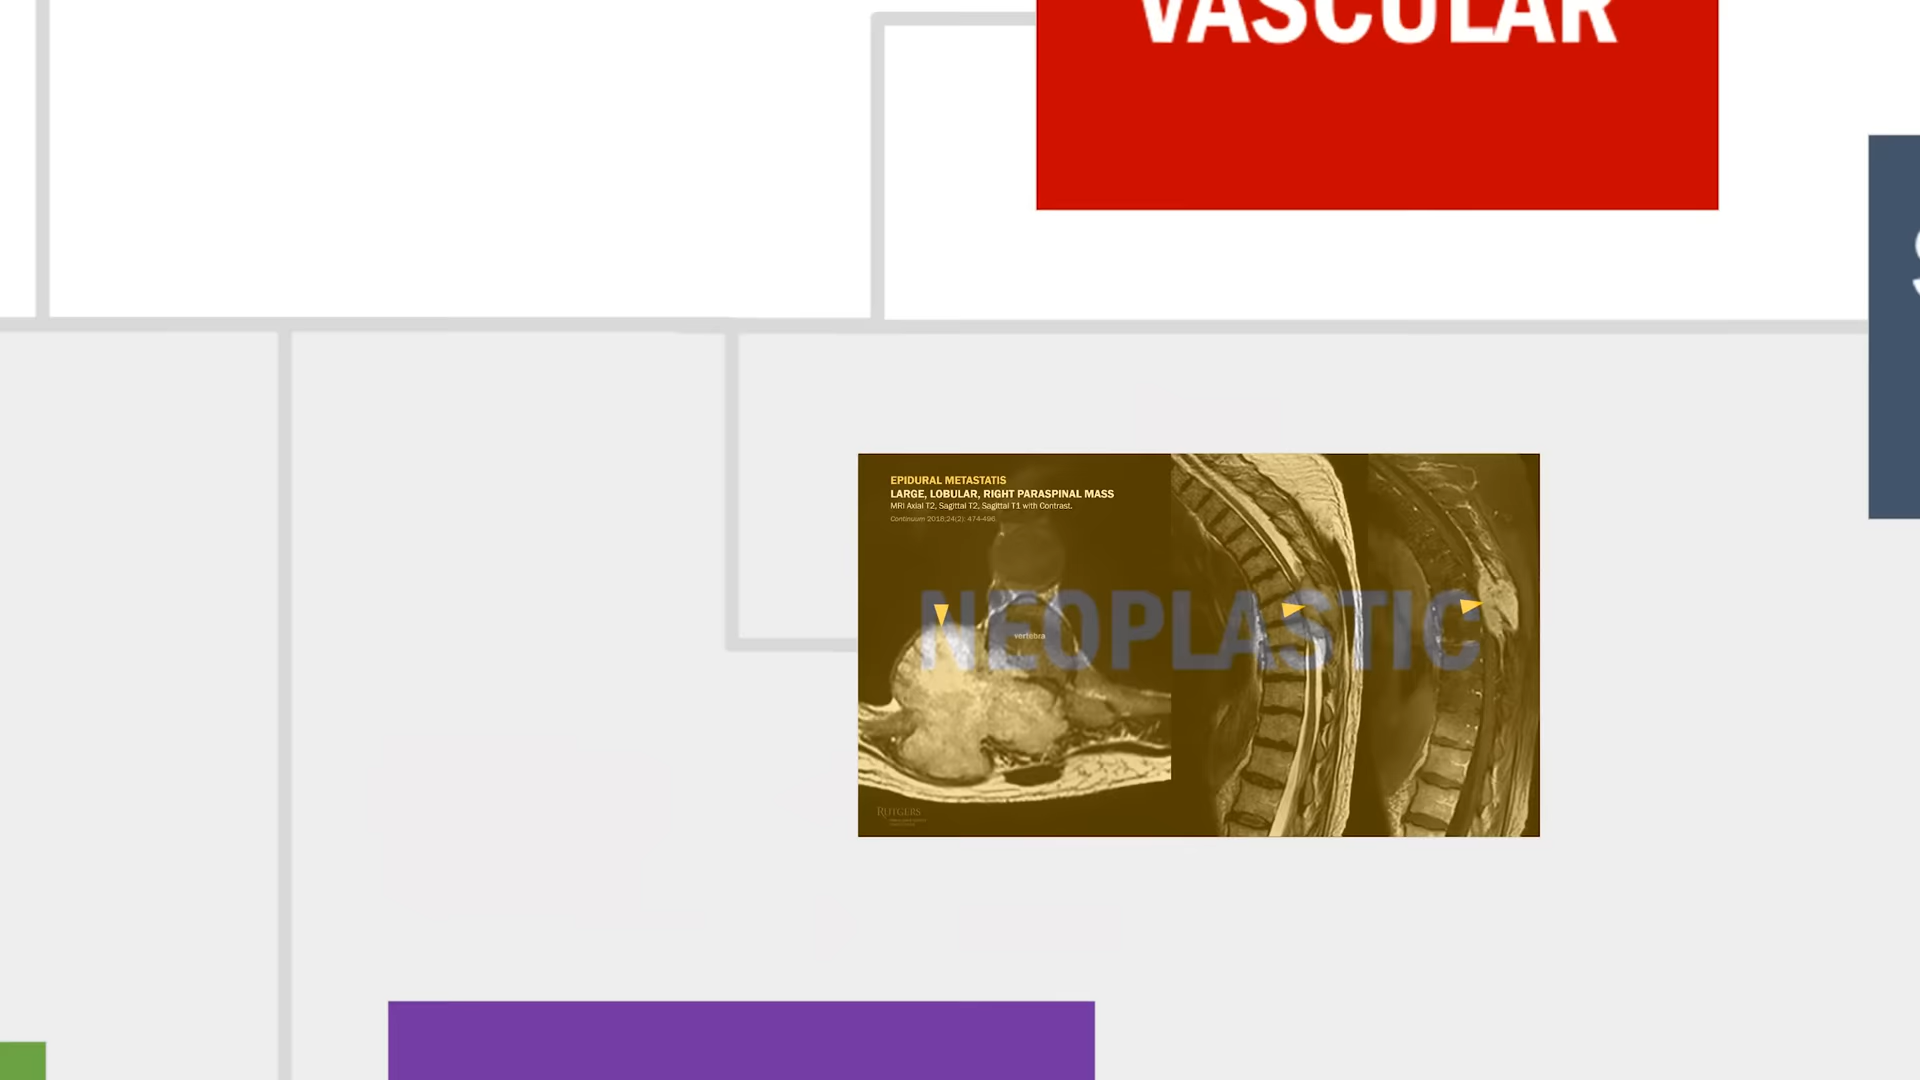 VASCULAR
S
EPIDURAL METASTATIS
LARGE, LOBULAR, RIGHT PARASPINAL MASS
MRI Axial T2, Sagittal T2, Sagittal T1 with Contrast.
Continuum 2018;24(2): 474-496.
NEOPLASTIC
vertebra
RUTGERS